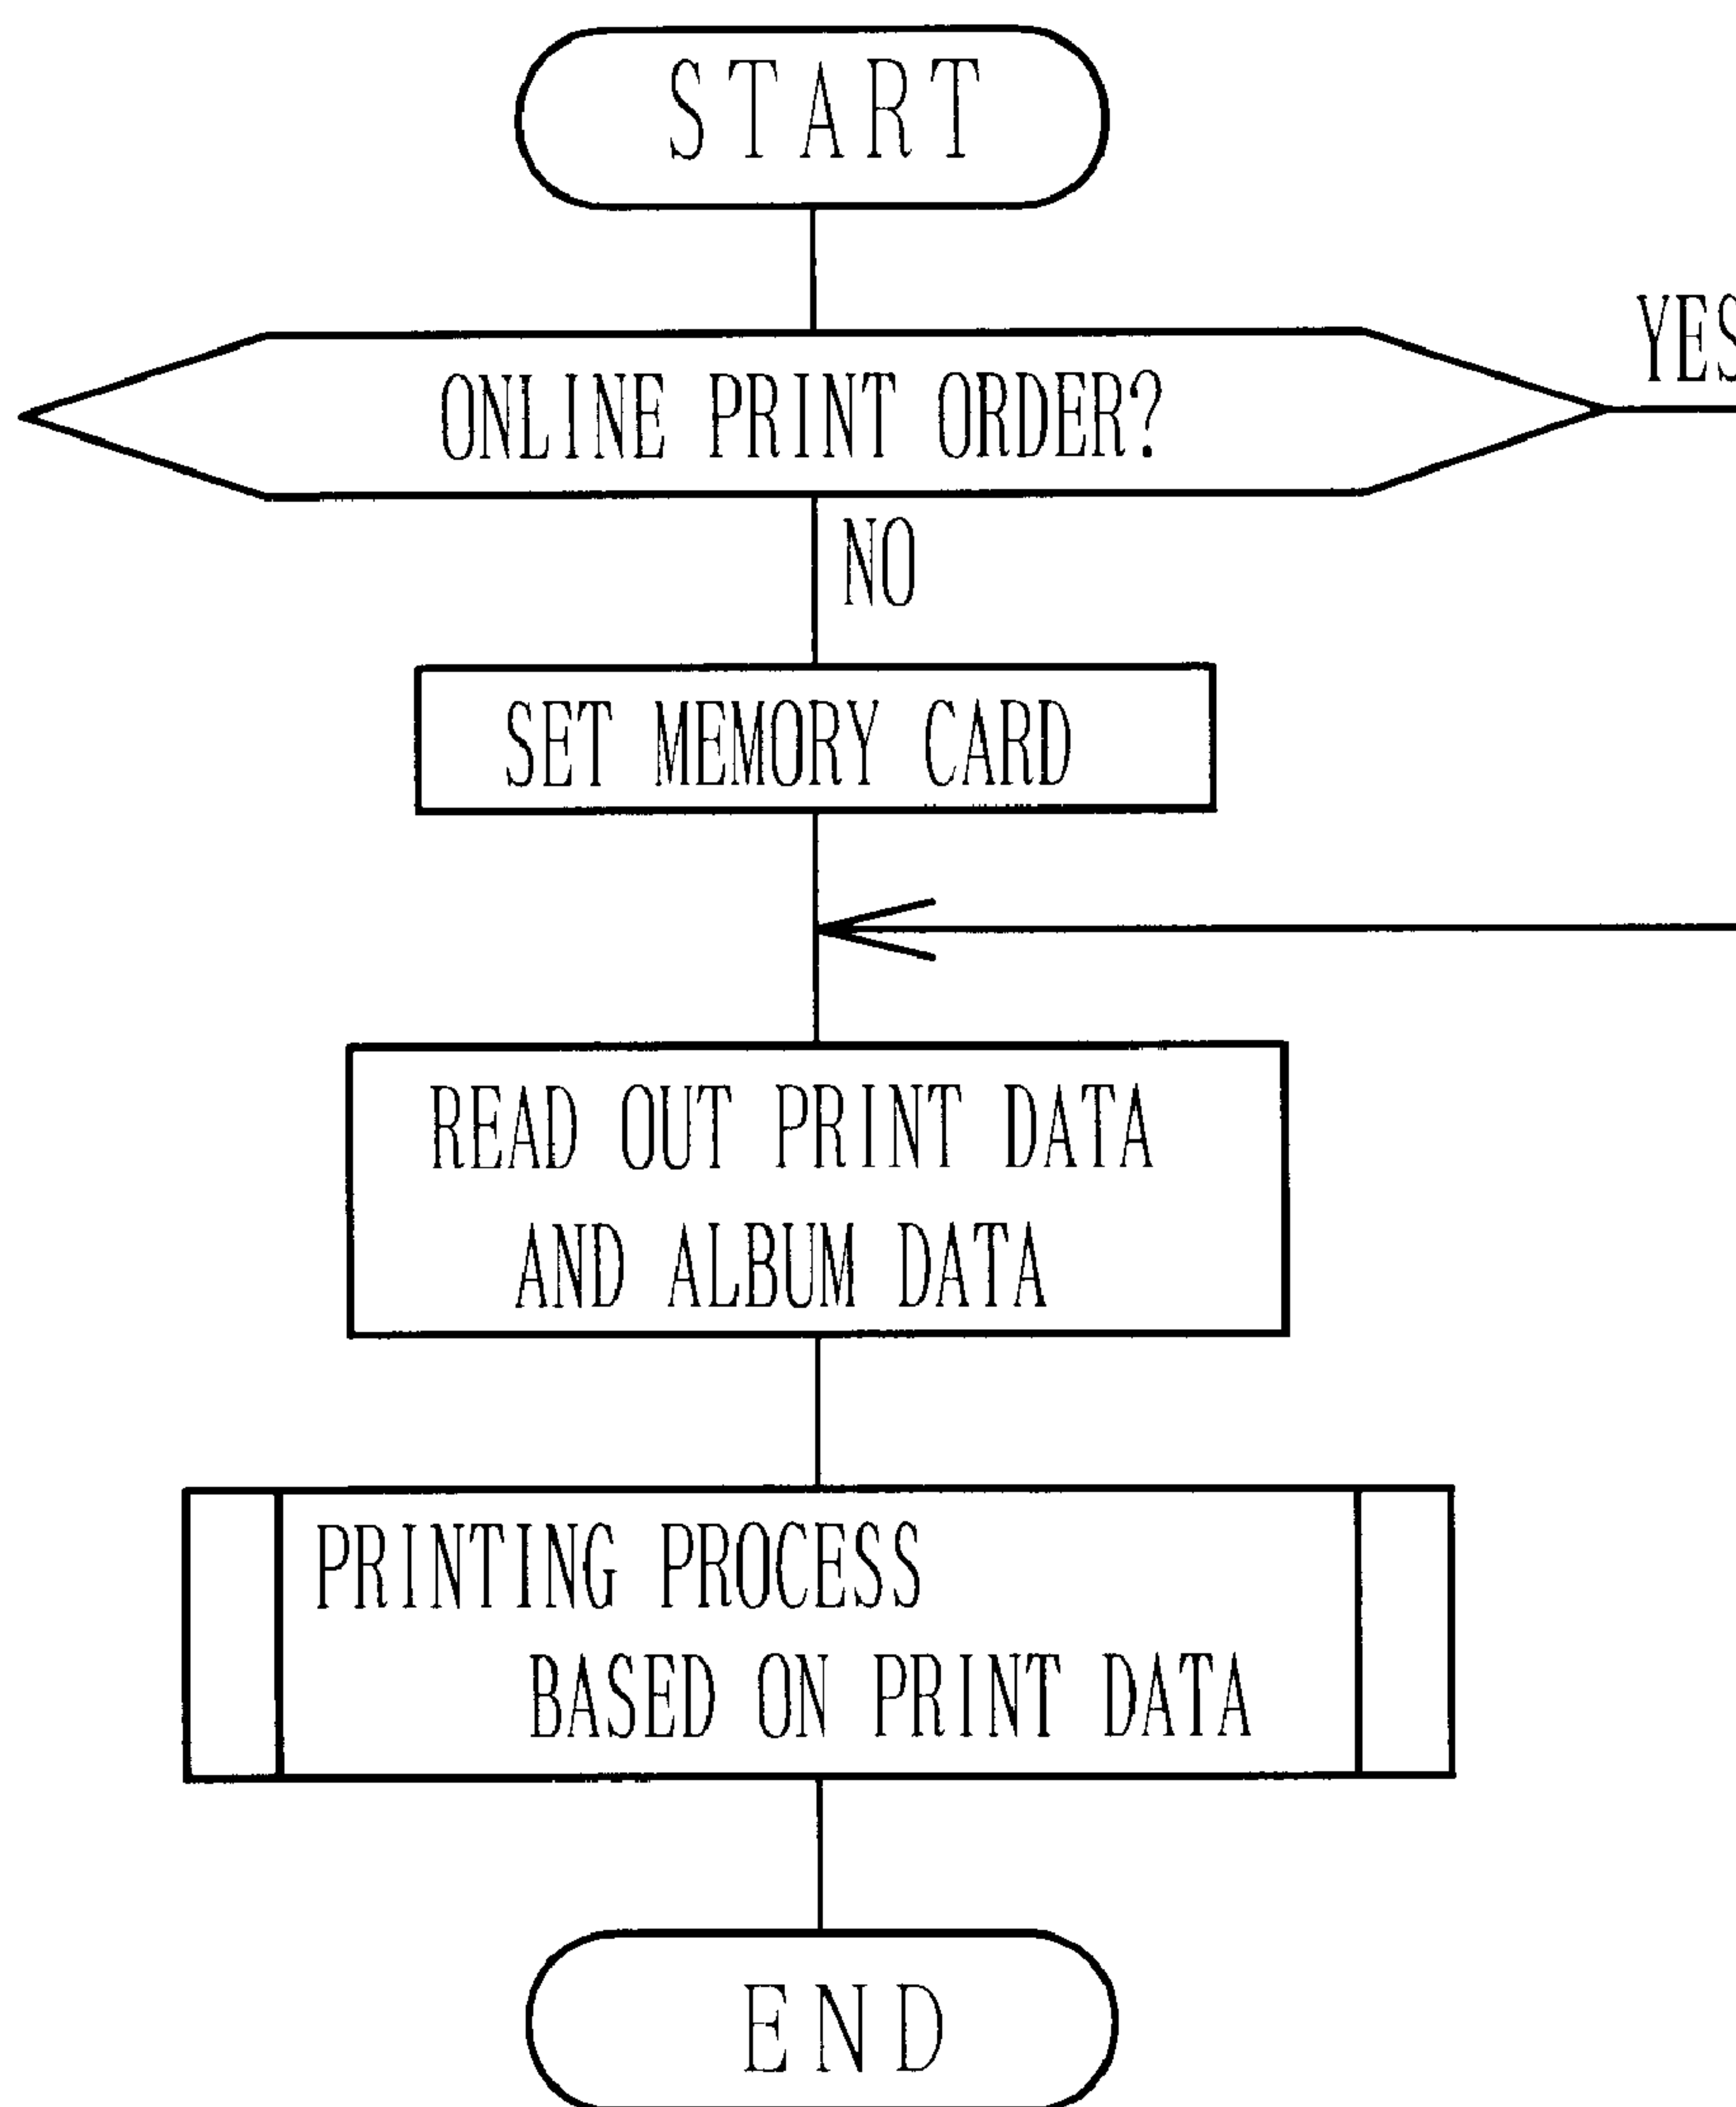 START
YES
ONLINE PRINT ORDER?
NO
SET MEMORY CARD
READ OUT PRINT DATA
AND ALBUM DATA
PRINTING PROCESS
BASED ON PRINT DATA
END